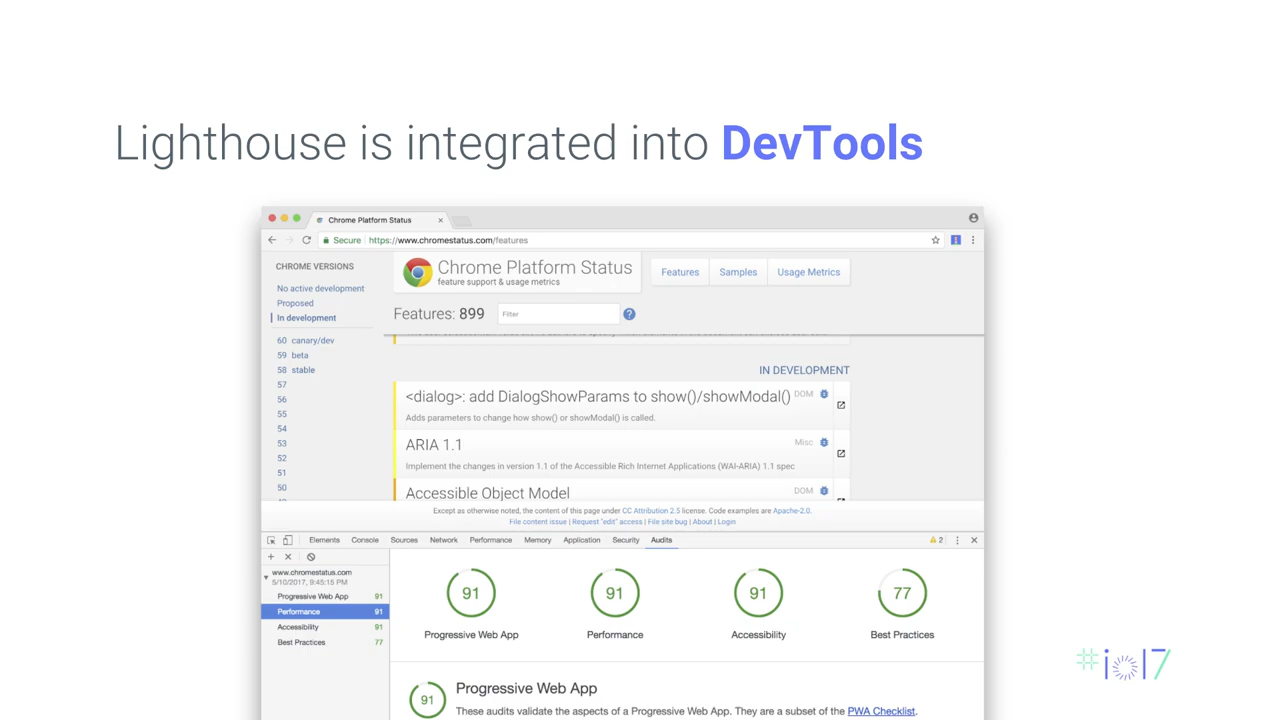 Lighthouse is integrated into DevTools
Chrome Platform Status
Secure https://www.chromestatus.com/features
CHROME VERSIONS
No active development
Proposed
In development
60 canary/dev
59 beta
58 stable
57
56
55
54
53
52
51
50
Chrome Platform Status
feature support & usage metrics
Features Samples Usage Metrics
Features: 899 Filter ?
IN DEVELOPMENT
<dialog>: add DialogShowParams to show()/showModal() DOM
Adds parameters to change how show() or showModal() is called.
ARIA 1.1 Misc
Implement the changes in version 1.1 of the Accessible Rich Internet Applications (WAI-ARIA) 1.1 spec
Accessible Object Model DOM
Except as otherwise noted, the content of this page under CC Attribution 2.5 license. Code examples are Apache-2.0.
File content issue | Request "edit" access | File site bug | About | Login
Elements Console Sources Network Performance Memory Application Security Audits 2
www.chromestatus.com
5/10/2017, 9:45:15 PM
Progressive Web App 91
Performance 91
Accessibility 91
Best Practices 77
91 91 91 77
Progressive Web App Performance Accessibility Best Practices
91 Progressive Web App
These audits validate the aspects of a Progressive Web App. They are a subset of the PWA Checklist.
#io17